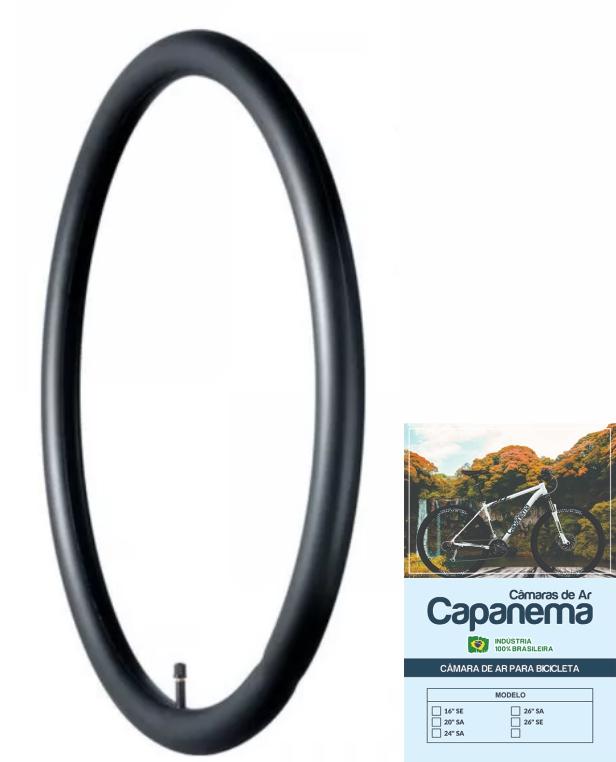 Câmaras de Ar
Capanema
INDÚSTRIA
100% BRASILEIRA
CÂMARA DE AR PARA BICICLETA
MODELO
16" SE
26" SA
20" SA
26" SE
24" SA